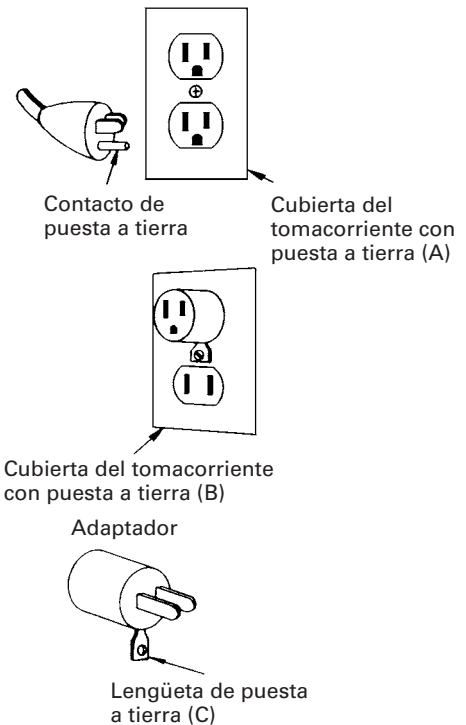 Contacto de
puesta a tierra
Cubierta del
tomacorriente con
puesta a tierra (A)
Cubierta del tomacorriente
con puesta a tierra (B)
Adaptador
Lengüeta de puesta
a tierra (C)